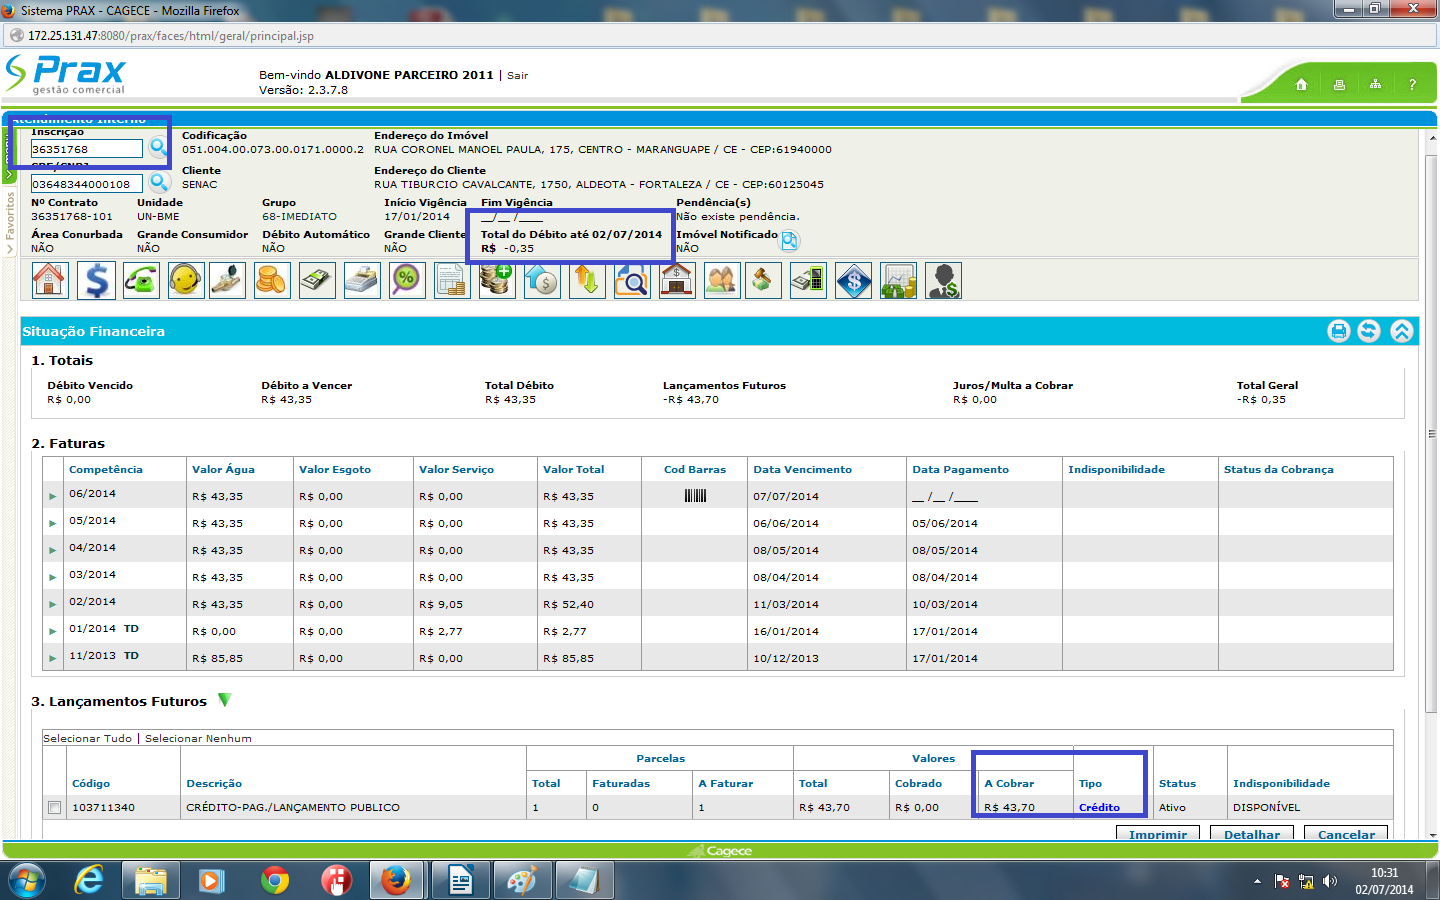 Sistema PRAX - CAGECE - Mozilla Firefox
172.25.131.47:8080/prax/faces/html/geral/principal.jsp
Prax
gestão comercial
Bem-vindo ALDIVONE PARCEIRO 2011 | Sair
Versão: 2.3.7.8
?
Atendimento Interno
Favoritos
Inscrição
36351768
Codificação
051.004.00.073.00.0171.0000.2
Endereço do Imóvel
RUA CORONEL MANOEL PAULA, 175, CENTRO - MARANGUAPE / CE - CEP:61940000
CPF/CNPJ
03648344000108
Cliente
SENAC
Endereço do Cliente
RUA TIBURCIO CAVALCANTE, 1750, ALDEOTA - FORTALEZA / CE - CEP:60125045
Nº Contrato Unidade Grupo Início Vigência Fim Vigência Pendência(s)
36351768-101 UN-BME 68-IMEDIATO 17/01/2014 __/__/____ Não existe pendência.
Área Conurbada Grande Consumidor Débito Automático Grande Cliente Total do Débito até 02/07/2014 Imóvel Notificado
NÃO NÃO NÃO NÃO R$ -0,35 NÃO
Situação Financeira
1. Totais
Débito Vencido Débito a Vencer Total Débito Lançamentos Futuros Juros/Multa a Cobrar Total Geral
R$ 0,00 R$ 43,35 R$ 43,35 -R$ 43,70 R$ 0,00 -R$ 0,35
2. Faturas
Competência Valor Água Valor Esgoto Valor Serviço Valor Total Cod Barras Data Vencimento Data Pagamento Indisponibilidade Status da Cobrança
06/2014 R$ 43,35 R$ 0,00 R$ 0,00 R$ 43,35 07/07/2014 __/__/____
05/2014 R$ 43,35 R$ 0,00 R$ 0,00 R$ 43,35 06/06/2014 05/06/2014
04/2014 R$ 43,35 R$ 0,00 R$ 0,00 R$ 43,35 08/05/2014 08/05/2014
03/2014 R$ 43,35 R$ 0,00 R$ 0,00 R$ 43,35 08/04/2014 08/04/2014
02/2014 R$ 43,35 R$ 0,00 R$ 9,05 R$ 52,40 11/03/2014 10/03/2014
01/2014 TD R$ 0,00 R$ 0,00 R$ 2,77 R$ 2,77 16/01/2014 17/01/2014
11/2013 TD R$ 85,85 R$ 0,00 R$ 0,00 R$ 85,85 10/12/2013 17/01/2014
3. Lançamentos Futuros
Selecionar Tudo | Selecionar Nenhum
Parcelas Valores
Código Descrição Total Faturadas A Faturar Total Cobrado A Cobrar Tipo Status Indisponibilidade
103711340 CRÉDITO-PAG./LANÇAMENTO PUBLICO 1 0 1 R$ 43,70 R$ 0,00 R$ 43,70 Crédito Ativo DISPONÍVEL
Imprimir Detalhar Cancelar
Cagece
10:31
02/07/2014